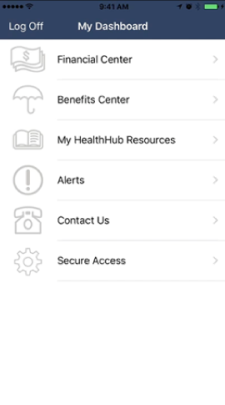 9:41 AM
Log Off My Dashboard
Financial Center
Benefits Center
My HealthHub Resources
Alerts
Contact Us
Secure Access